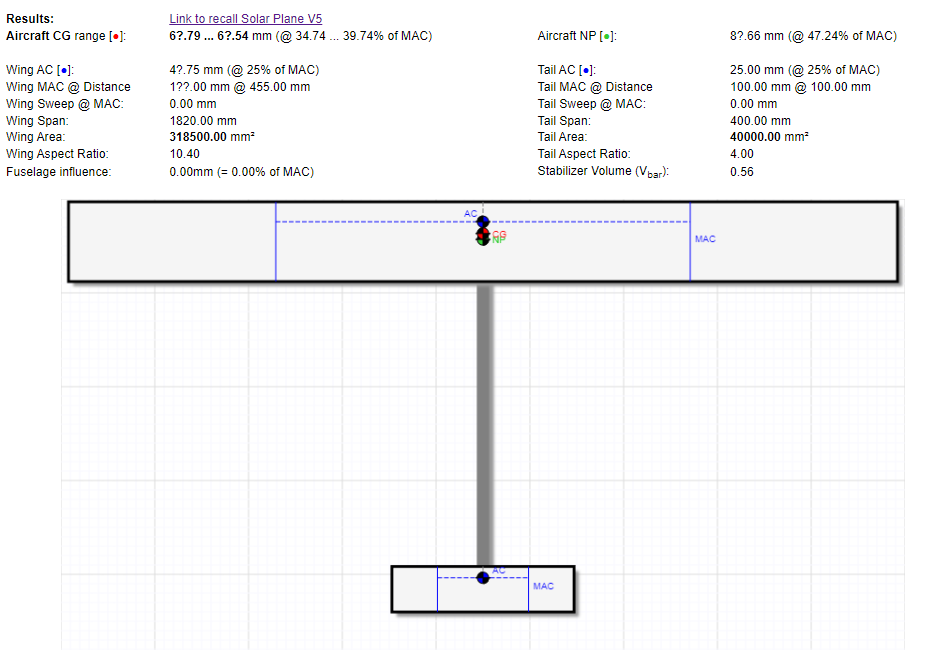 Results: Link to recall Solar Plane V5
Aircraft CG range [●]: 6?.79 ... 6?.54 mm (@ 34.74 ... 39.74% of MAC) Aircraft NP [●]: 8?.66 mm (@ 47.24% of MAC)
Wing AC [●]: 4?.75 mm (@ 25% of MAC) Tail AC [●]: 25.00 mm (@ 25% of MAC)
Wing MAC @ Distance 1??.00 mm @ 455.00 mm Tail MAC @ Distance 100.00 mm @ 100.00 mm
Wing Sweep @ MAC: 0.00 mm Tail Sweep @ MAC: 0.00 mm
Wing Span: 1820.00 mm Tail Span: 400.00 mm
Wing Area: 318500.00 mm² Tail Area: 40000.00 mm²
Wing Aspect Ratio: 10.40 Tail Aspect Ratio: 4.00
Fuselage influence: 0.00mm (= 0.00% of MAC) Stabilizer Volume (Vbar): 0.56
AC
CG
NP
MAC
AC
MAC